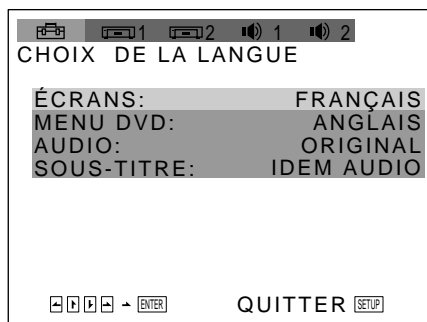 1 2 1 2
CHOIX DE LA LANGUE
ÉCRANS: FRANÇAIS
MENU DVD: ANGLAIS
AUDIO: ORIGINAL
SOUS-TITRE: IDEM AUDIO
ENTER QUITTER SETUP